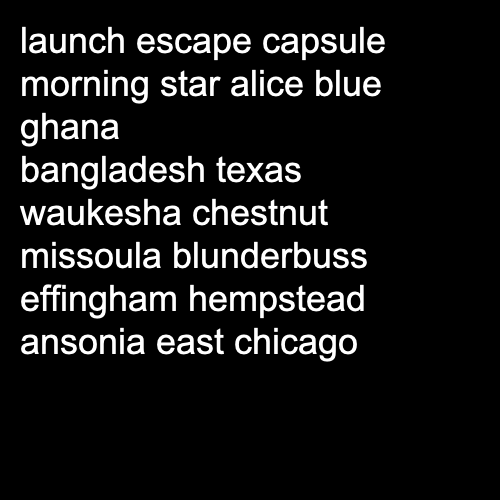 launch escape capsule
morning star alice blue
ghana
bangladesh texas
waukesha chestnut
missoula blunderbuss
effingham hempstead
ansonia east chicago